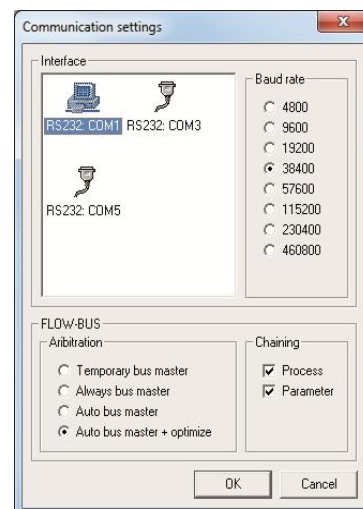 Communication settings
Interface
RS232: COM1 RS232: COM3
RS232: COM5
Baud rate
4800
9600
19200
38400
57600
115200
230400
460800
FLOW-BUS
Aribitration
Temporary bus master
Always bus master
Auto bus master
Auto bus master + optimize
Chaining
Process
Parameter
OK Cancel